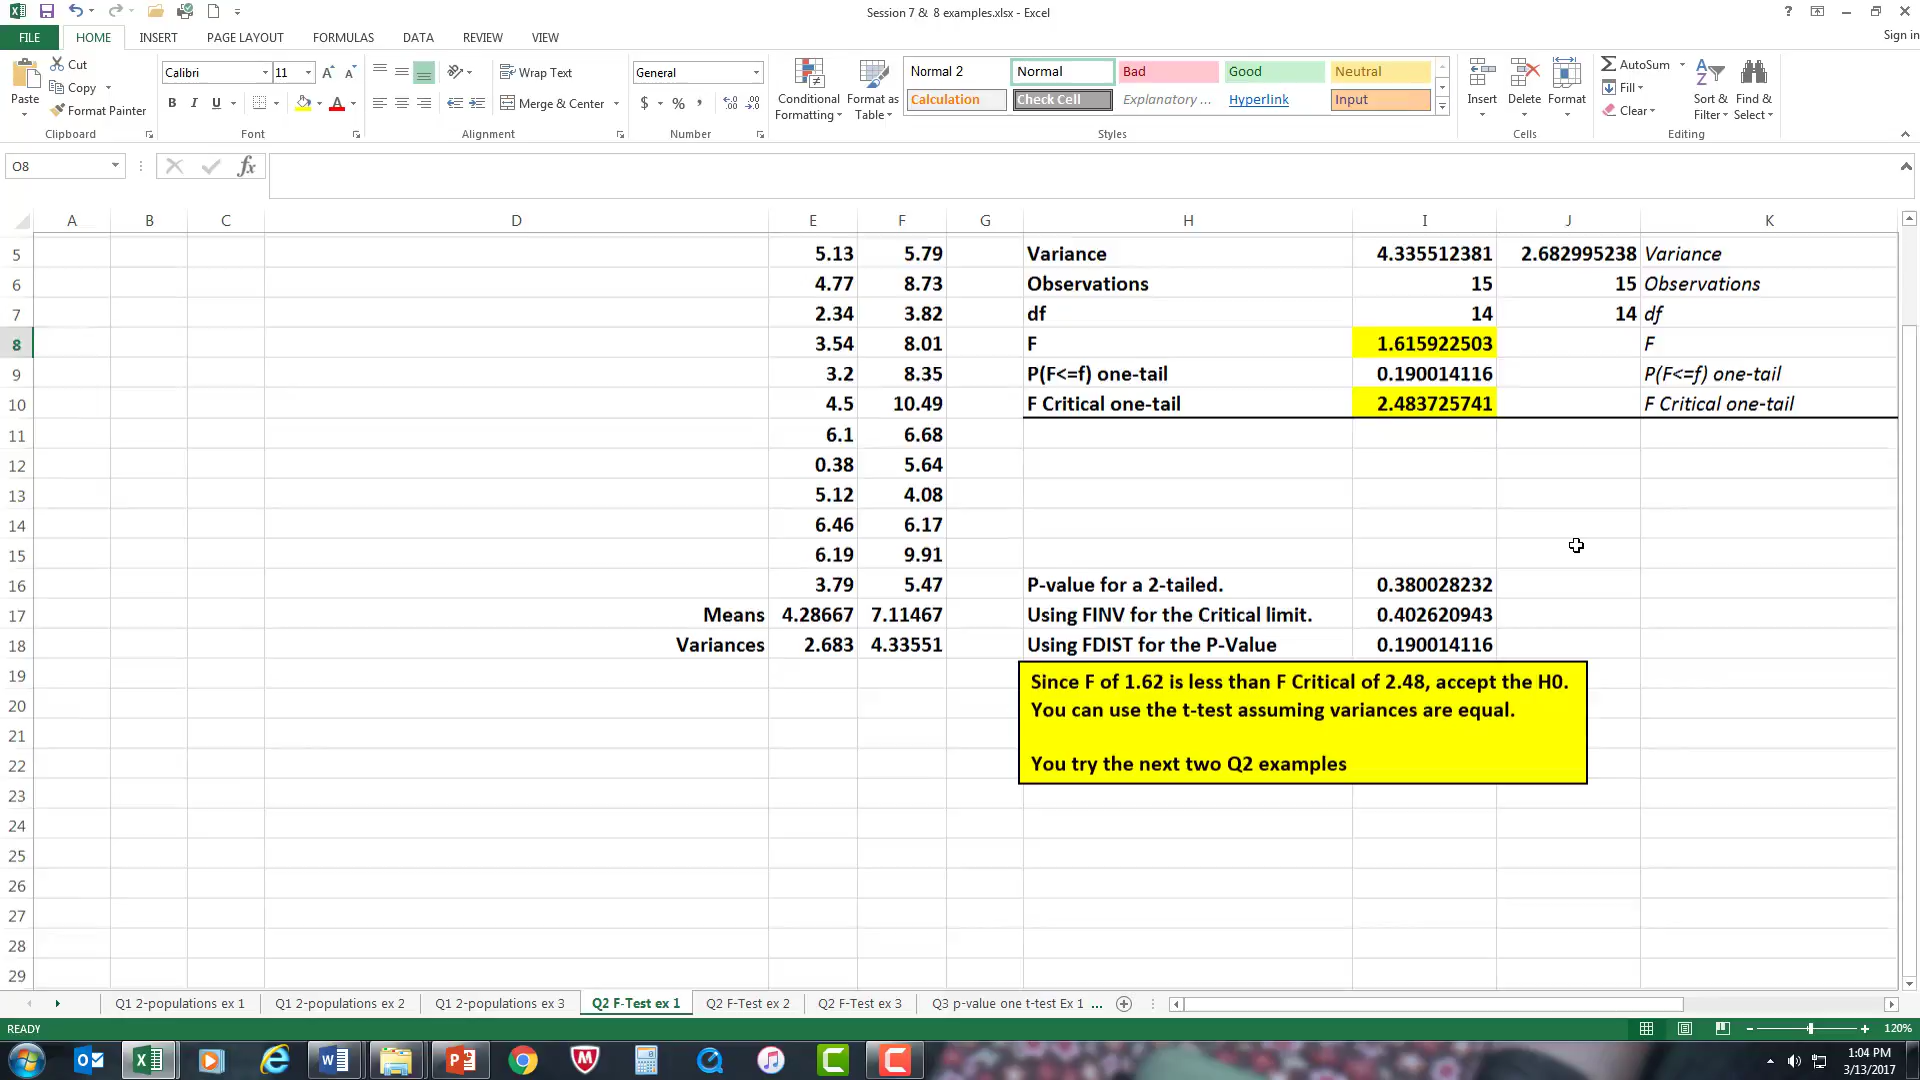 Session 7 & 8 examples.xlsx - Excel
Sign in
FILE HOME INSERT PAGE LAYOUT FORMULAS DATA REVIEW VIEW
Paste
Cut
Copy
Format Painter
Clipboard
Calibri 11
B I U
Font
Wrap Text
Merge & Center
Alignment
General
$ % ,
Number
Conditional Formatting
Format as Table
Normal 2 Normal Bad Good Neutral
Calculation Check Cell Explanatory ... Hyperlink Input
Styles
Insert Delete Format
Cells
AutoSum
Fill
Clear
Sort & Filter
Find & Select
Editing
O8
fx
A B C D E F G H I J K
5 5.13 5.79 Variance 4.335512381 2.682995238 Variance
6 4.77 8.73 Observations 15 15 Observations
7 2.34 3.82 df 14 14 df
8 3.54 8.01 F 1.615922503 F
9 3.2 8.35 P(F<=f) one-tail 0.190014116 P(F<=f) one-tail
10 4.5 10.49 F Critical one-tail 2.483725741 F Critical one-tail
11 6.1 6.68
12 0.38 5.64
13 5.12 4.08
14 6.46 6.17
15 6.19 9.91
16 3.79 5.47 P-value for a 2-tailed. 0.380028232
17 Means 4.28667 7.11467 Using FINV for the Critical limit. 0.402620943
18 Variances 2.683 4.33551 Using FDIST for the P-Value 0.190014116
19
20
21
22
23
24
25
26
27
28
29
Since F of 1.62 is less than F Critical of 2.48, accept the H0.
You can use the t-test assuming variances are equal.
You try the next two Q2 examples
Q1 2-populations ex 1 Q1 2-populations ex 2 Q1 2-populations ex 3 Q2 F-Test ex 1 Q2 F-Test ex 2 Q2 F-Test ex 3 Q3 p-value one t-test Ex 1 ...
READY
120%
1:04 PM
3/13/2017